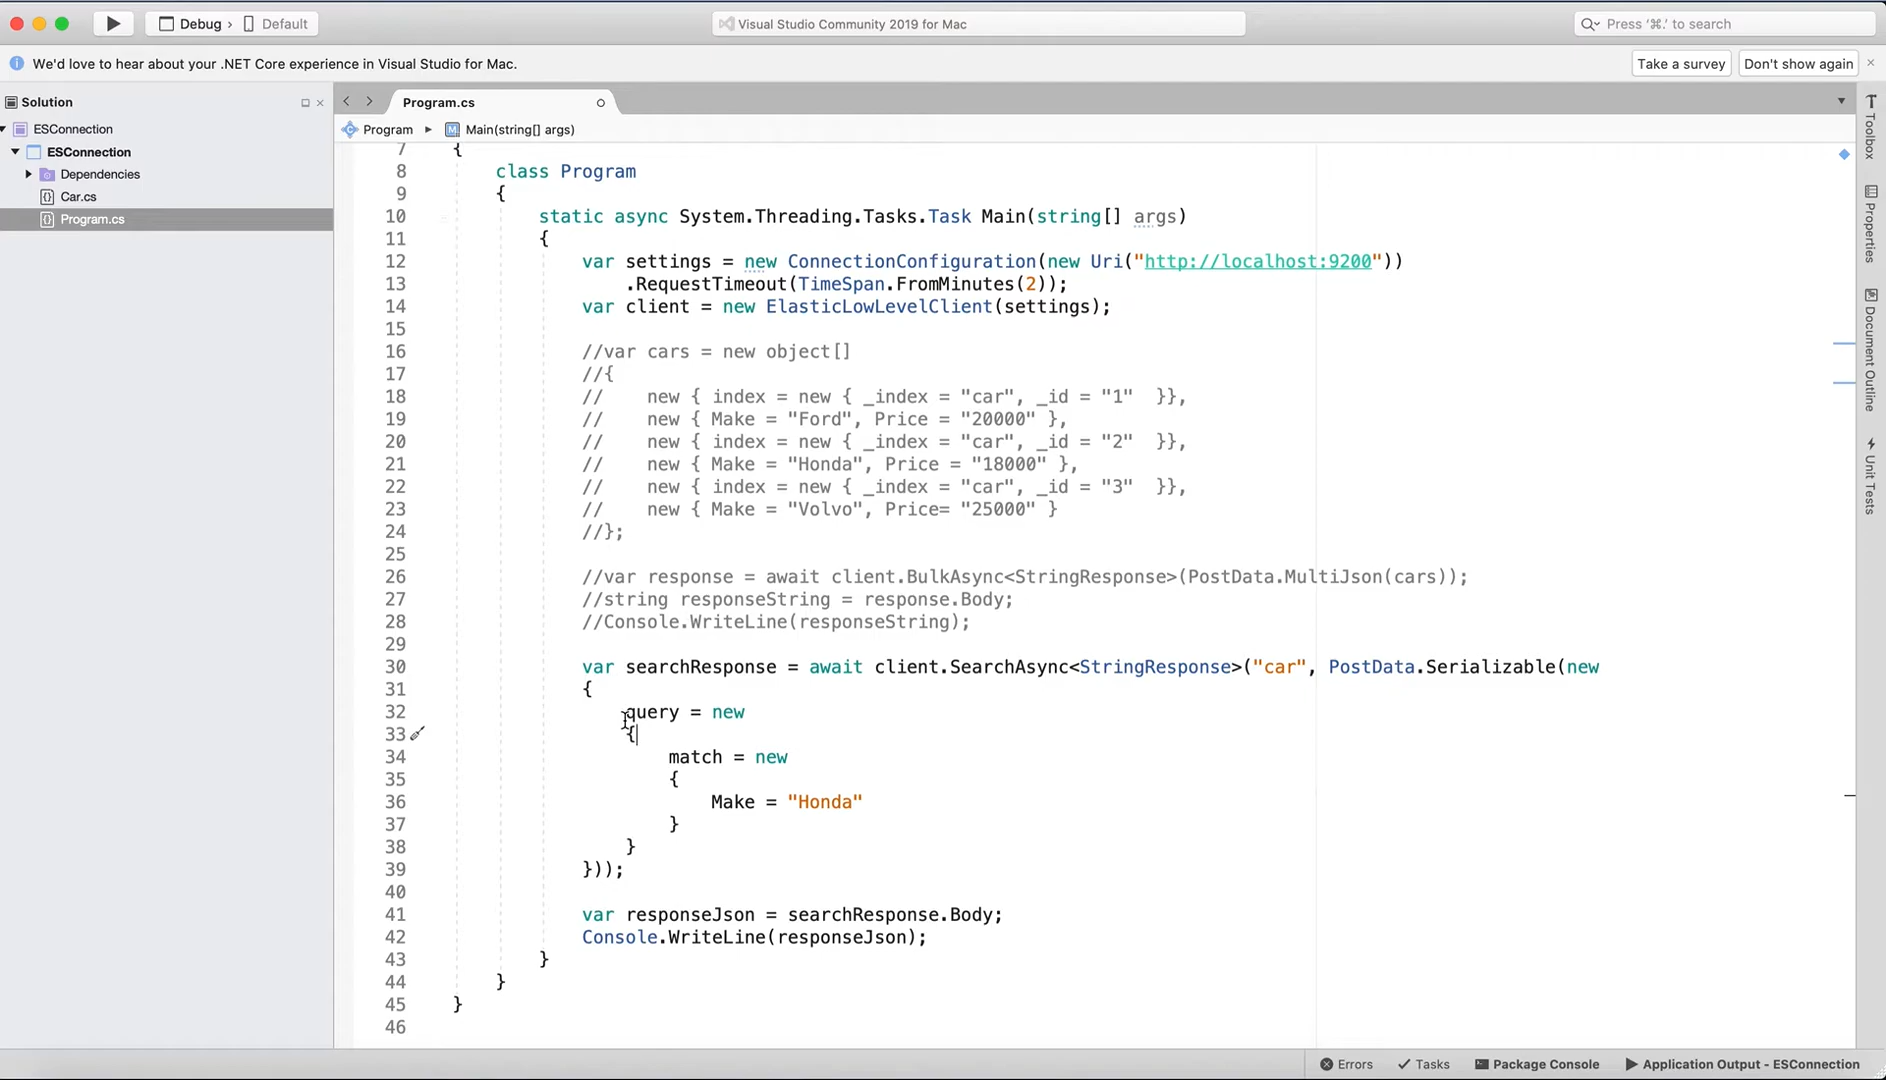 Debug › Default
Visual Studio Community 2019 for Mac
Press '⌘.' to search
We'd love to hear about your .NET Core experience in Visual Studio for Mac.
Take a survey
Don't show again
Solution
ESConnection
ESConnection
Dependencies
Car.cs
Program.cs
Program.cs
Program ▸ Main(string[] args)
7 {
8 class Program
9 {
10 static async System.Threading.Tasks.Task Main(string[] args)
11 {
12 var settings = new ConnectionConfiguration(new Uri("http://localhost:9200"))
13 .RequestTimeout(TimeSpan.FromMinutes(2));
14 var client = new ElasticLowLevelClient(settings);
15
16 //var cars = new object[]
17 //{
18 // new { index = new { _index = "car", _id = "1"  }},
19 // new { Make = "Ford", Price = "20000" },
20 // new { index = new { _index = "car", _id = "2"  }},
21 // new { Make = "Honda", Price = "18000" },
22 // new { index = new { _index = "car", _id = "3"  }},
23 // new { Make = "Volvo", Price= "25000" }
24 //};
25
26 //var response = await client.BulkAsync<StringResponse>(PostData.MultiJson(cars));
27 //string responseString = response.Body;
28 //Console.WriteLine(responseString);
29
30 var searchResponse = await client.SearchAsync<StringResponse>("car", PostData.Serializable(new
31 {
32 query = new
33 {
34 match = new
35 {
36 Make = "Honda"
37 }
38 }
39 }));
40
41 var responseJson = searchResponse.Body;
42 Console.WriteLine(responseJson);
43 }
44 }
45 }
46
Toolbox
Properties
Document Outline
Unit Tests
Errors
Tasks
Package Console
Application Output - ESConnection